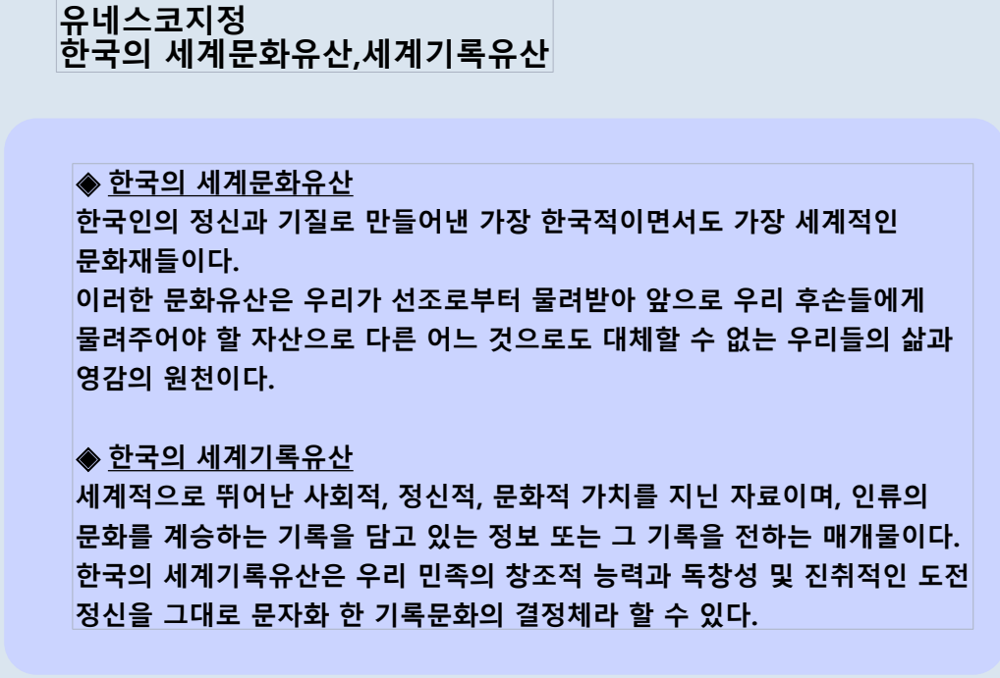 유네스코지정
한국의 세계문화유산,세계기록유산
◈ 한국의 세계문화유산
한국인의 정신과 기질로 만들어낸 가장 한국적이면서도 가장 세계적인
문화재들이다.
이러한 문화유산은 우리가 선조로부터 물려받아 앞으로 우리 후손들에게
물려주어야 할 자산으로 다른 어느 것으로도 대체할 수 없는 우리들의 삶과
영감의 원천이다.
◈ 한국의 세계기록유산
세계적으로 뛰어난 사회적, 정신적, 문화적 가치를 지닌 자료이며, 인류의
문화를 계승하는 기록을 담고 있는 정보 또는 그 기록을 전하는 매개물이다.
한국의 세계기록유산은 우리 민족의 창조적 능력과 독창성 및 진취적인 도전
정신을 그대로 문자화 한 기록문화의 결정체라 할 수 있다.